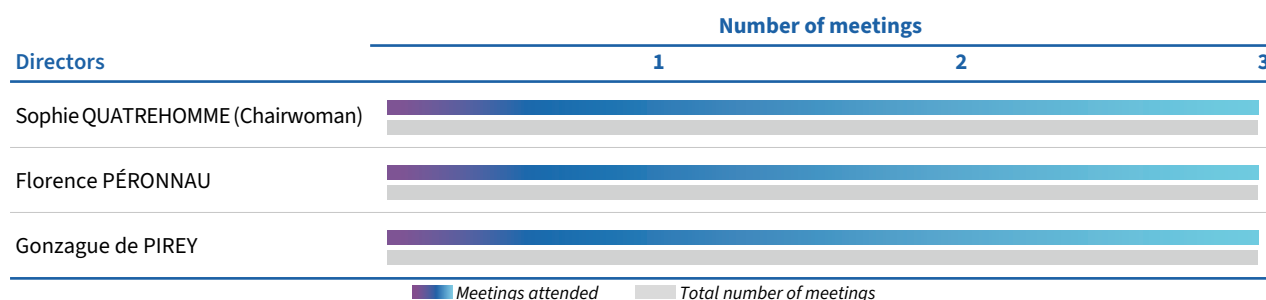 Number of meetings
Directors 1 2 3
Sophie QUATREHOMME (Chairwoman)
Florence PÉRONNAU
Gonzague de PIREY
Meetings attended Total number of meetings